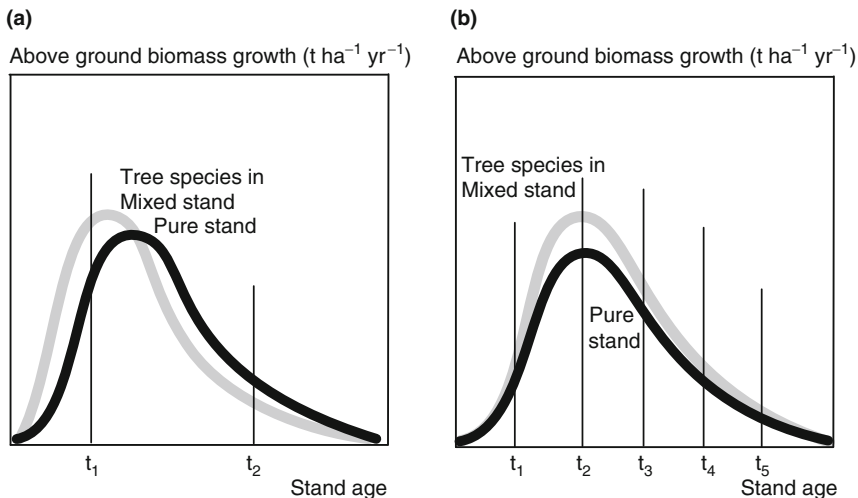 (a)
Above ground biomass growth (t ha⁻¹ yr⁻¹)
Tree species in
Mixed stand
Pure stand
t₁
t₂
Stand age
(b)
Above ground biomass growth (t ha⁻¹ yr⁻¹)
Tree species in
Mixed stand
Pure
stand
t₁
t₂
t₃
t₄
t₅
Stand age